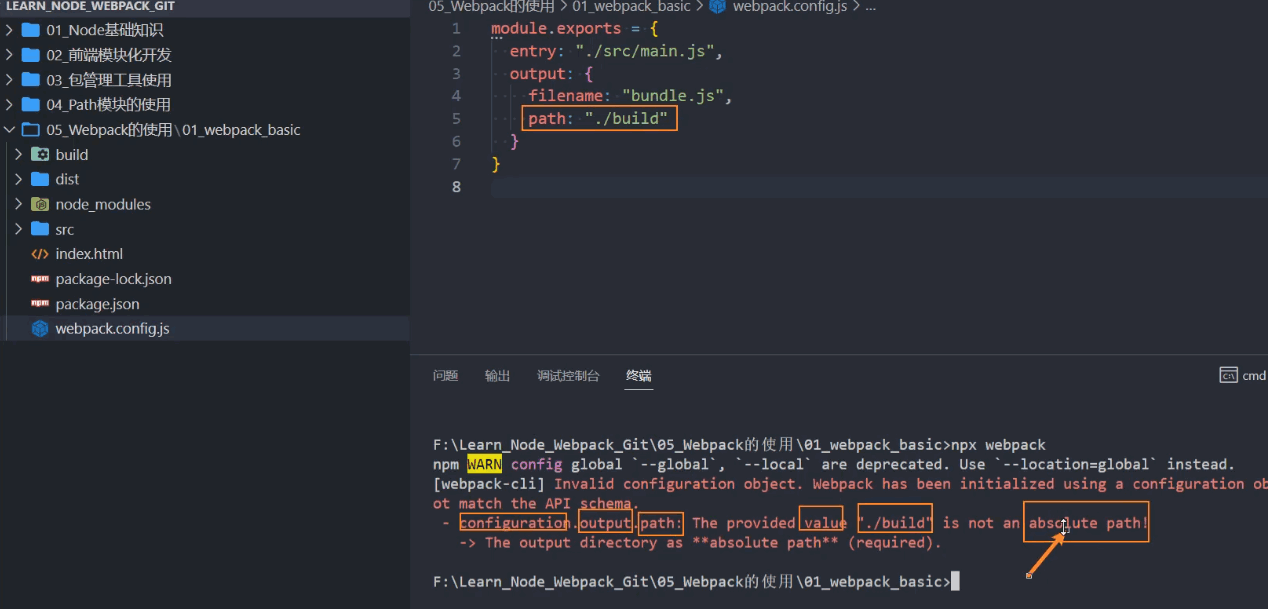 LEARN_NODE_WEBPACK_GIT
01_Node基础知识
02_前端模块化开发
03_包管理工具使用
04_Path模块的使用
05_Webpack的使用\01_webpack_basic
build
dist
node_modules
src
index.html
package-lock.json
package.json
webpack.config.js
05_Webpack的使用 > 01_webpack_basic > webpack.config.js > ...
1 module.exports = {
2 entry: "./src/main.js",
3 output: {
4 filename: "bundle.js",
5 path: "./build"
6 }
7 }
8
问题 输出 调试控制台 终端
cmd
F:\Learn_Node_Webpack_Git\05_Webpack的使用\01_webpack_basic>npx webpack
npm WARN config global `--global`, `--local` are deprecated. Use `--location=global` instead.
[webpack-cli] Invalid configuration object. Webpack has been initialized using a configuration ob
ot match the API schema.
- configuration.output.path: The provided value "./build" is not an absolute path!
-> The output directory as **absolute path** (required).
F:\Learn_Node_Webpack_Git\05_Webpack的使用\01_webpack_basic>